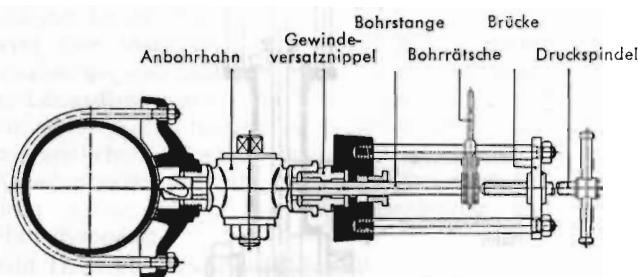 Bohrstange
Brücke
Gewinde-
versatznippel
Anbohrhahn
Bohrrätsche
Druckspindel